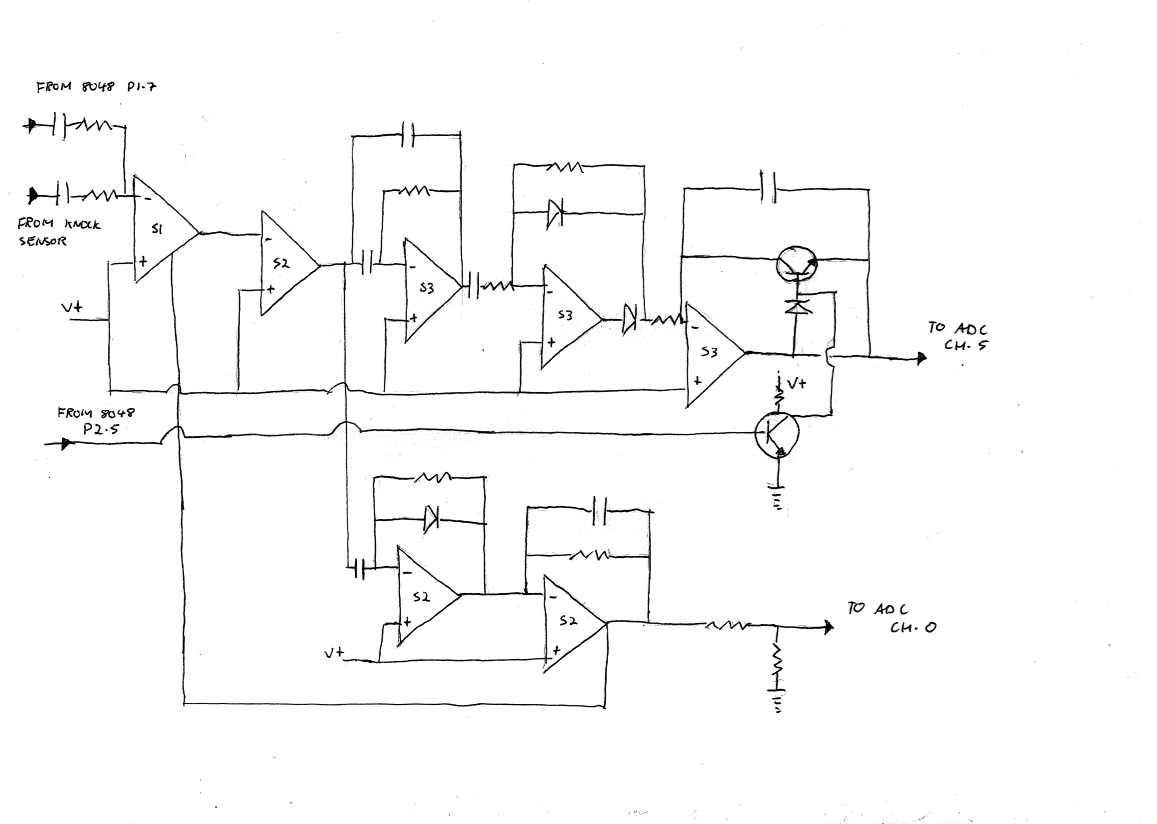 FROM 8048 P1.7
FROM KNOCK
SENSOR
V+
-
+
S1
-
+
S2
-
+
S3
-
+
S3
-
+
S3
TO ADC
CH. 5
V+
FROM 8048
P2.5
-
+
S2
-
+
S2
V+
TO ADC
CH. 0